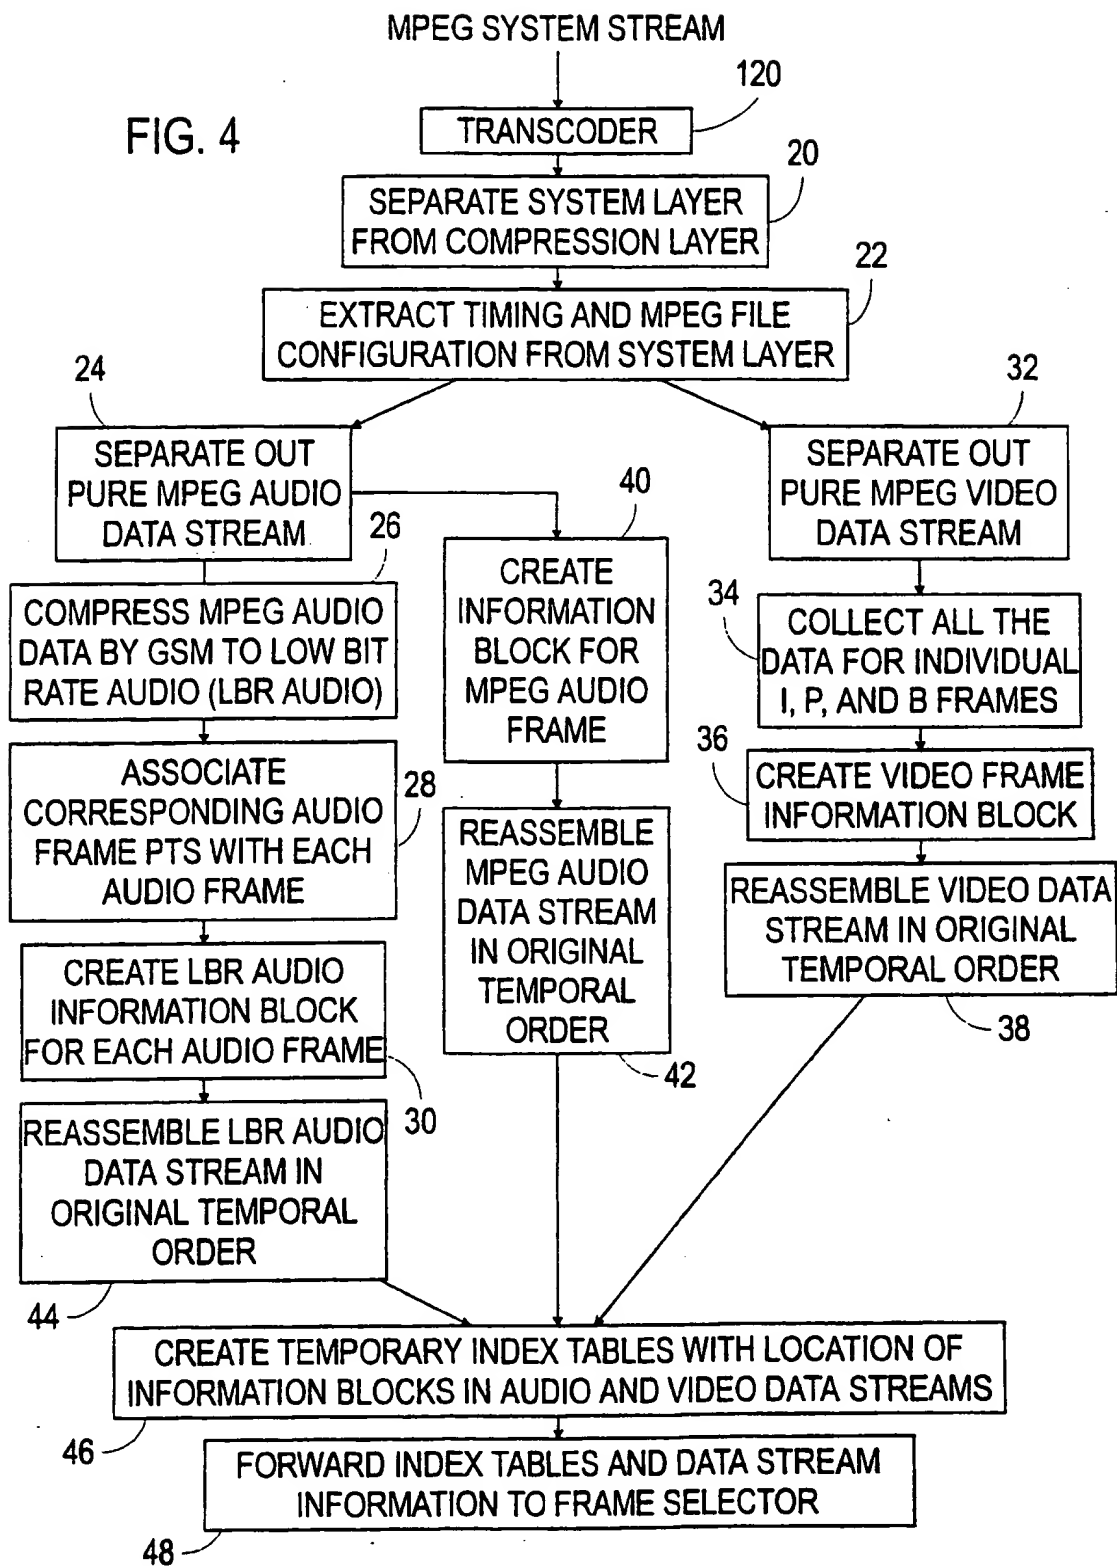 MPEG SYSTEM STREAM
FIG. 4
120
TRANSCODER
20
SEPARATE SYSTEM LAYER
FROM COMPRESSION LAYER
22
EXTRACT TIMING AND MPEG FILE
CONFIGURATION FROM SYSTEM LAYER
24
SEPARATE OUT
PURE MPEG AUDIO
DATA STREAM
26
COMPRESS MPEG AUDIO
DATA BY GSM TO LOW BIT
RATE AUDIO (LBR AUDIO)
ASSOCIATE
CORRESPONDING AUDIO
FRAME PTS WITH EACH
AUDIO FRAME
28
CREATE LBR AUDIO
INFORMATION BLOCK
FOR EACH AUDIO FRAME
30
REASSEMBLE LBR AUDIO
DATA STREAM IN
ORIGINAL TEMPORAL
ORDER
44
40
CREATE
INFORMATION
BLOCK FOR
MPEG AUDIO
FRAME
REASSEMBLE
MPEG AUDIO
DATA STREAM
IN ORIGINAL
TEMPORAL
ORDER
42
32
SEPARATE OUT
PURE MPEG VIDEO
DATA STREAM
34
COLLECT ALL THE
DATA FOR INDIVIDUAL
I, P, AND B FRAMES
36
CREATE VIDEO FRAME
INFORMATION BLOCK
REASSEMBLE VIDEO DATA
STREAM IN ORIGINAL
TEMPORAL ORDER
38
CREATE TEMPORARY INDEX TABLES WITH LOCATION OF
INFORMATION BLOCKS IN AUDIO AND VIDEO DATA STREAMS
46
FORWARD INDEX TABLES AND DATA STREAM
INFORMATION TO FRAME SELECTOR
48